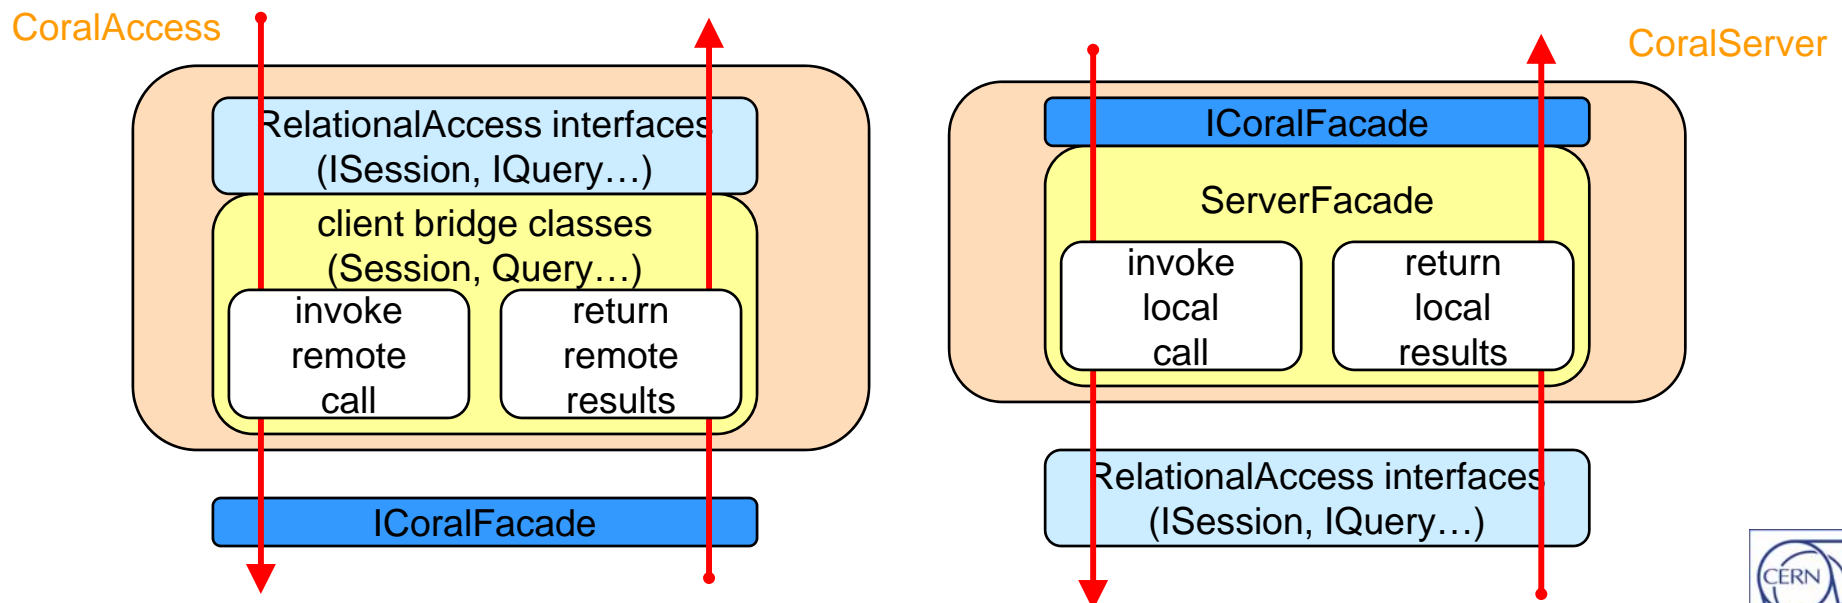 CoralAccess
RelationalAccess interfaces
(ISession, IQuery…)
client bridge classes
(Session, Query…)
invoke
remote
call
return
remote
results
ICoralFacade
CoralServer
ICoralFacade
ServerFacade
invoke
local
call
return
local
results
RelationalAccess interfaces
(ISession, IQuery…)
CERN